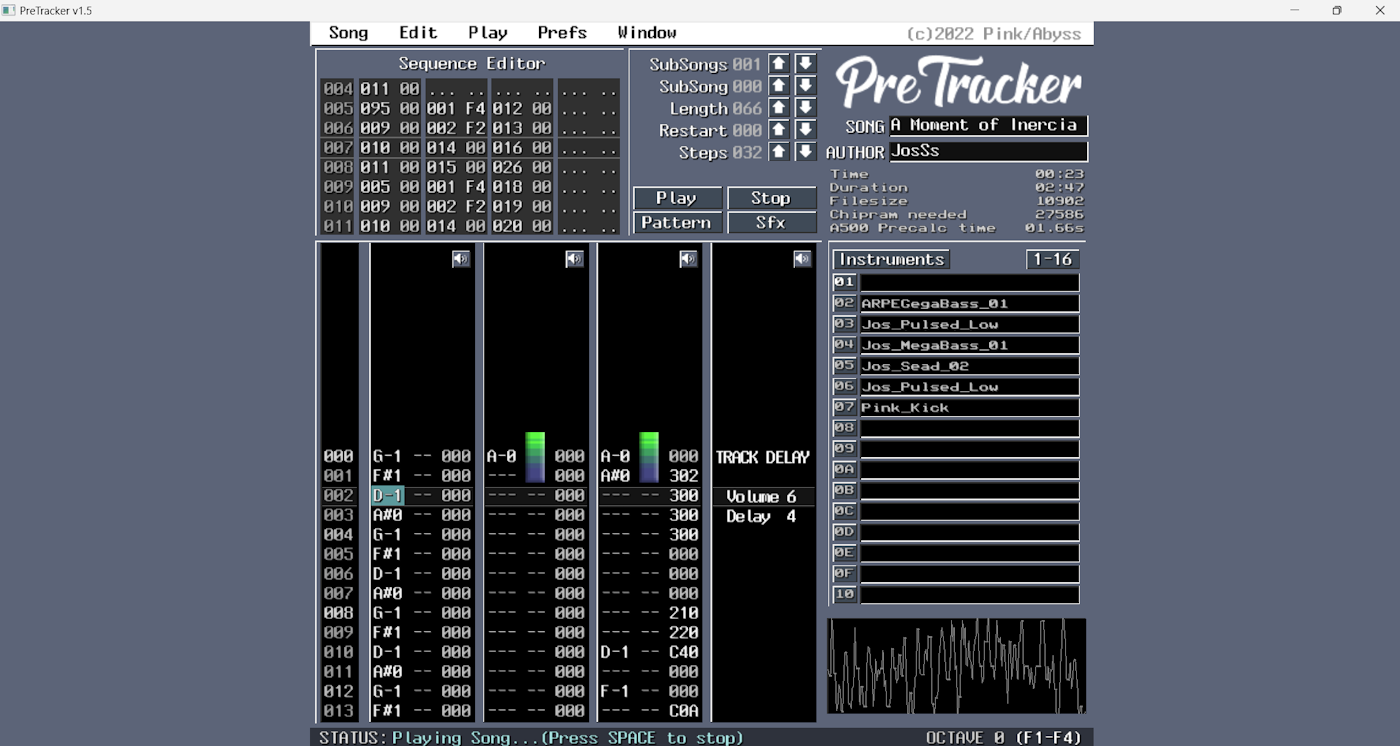 PreTracker v1.5
Song Edit Play Prefs Window (c)2022 Pink/Abyss
Sequence Editor
004 011 00 ... .. ... .. ... ..
005 095 00 001 F4 012 00 ... ..
006 009 00 002 F2 013 00 ... ..
007 010 00 014 00 016 00 ... ..
008 011 00 015 00 026 00 ... ..
009 005 00 001 F4 018 00 ... ..
010 009 00 002 F2 019 00 ... ..
011 010 00 014 00 020 00 ... ..
SubSongs 001
SubSong 000
Length 066
Restart 000
Steps 032
Play Stop
Pattern Sfx
PreTracker
SONG A Moment of Inercia
AUTHOR JosSs
Time 00:23
Duration 02:47
Filesize 10902
Chipram needed 27586
A500 Precalc time 01.66s
000 G-1 -- 000 A-0 000 A-0 000 TRACK DELAY
001 F#1 -- 000 --- 000 A#0 302
002 D-1 -- 000 --- -- 000 --- -- 300 Volume 6
003 A#0 -- 000 --- -- 000 --- -- 300 Delay 4
004 G-1 -- 000 --- -- 000 --- -- 300
005 F#1 -- 000 --- -- 000 --- -- 000
006 D-1 -- 000 --- -- 000 --- -- 000
007 A#0 -- 000 --- -- 000 --- -- 000
008 G-1 -- 000 --- -- 000 --- -- 210
009 F#1 -- 000 --- -- 000 --- -- 220
010 D-1 -- 000 --- -- 000 D-1 -- C40
011 A#0 -- 000 --- -- 000 --- -- 000
012 G-1 -- 000 --- -- 000 F-1 -- 000
013 F#1 -- 000 --- -- 000 --- -- C0A
Instruments 1-16
01
02 ARPEGegaBass_01
03 Jos_Pulsed_Low
04 Jos_MegaBass_01
05 Jos_Sead_02
06 Jos_Pulsed_Low
07 Pink_Kick
08
09
0A
0B
0C
0D
0E
0F
10
STATUS:Playing Song...(Press SPACE to stop) OCTAVE 0 (F1-F4)